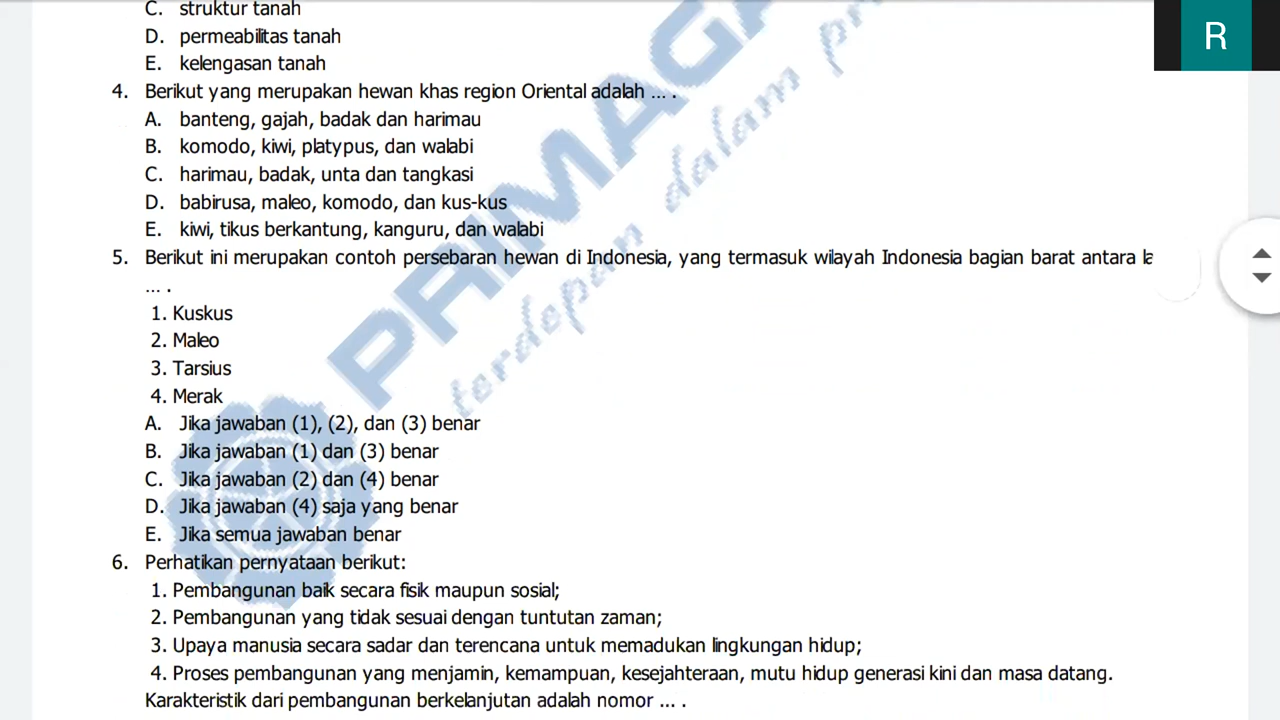 C. struktur tanah
D. permeabilitas tanah
E. kelengasan tanah
4. Berikut yang merupakan hewan khas region Oriental adalah ... .
A. banteng, gajah, badak dan harimau
B. komodo, kiwi, platypus, dan walabi
C. harimau, badak, unta dan tangkasi
D. babirusa, maleo, komodo, dan kus-kus
E. kiwi, tikus berkantung, kanguru, dan walabi
5. Berikut ini merupakan contoh persebaran hewan di Indonesia, yang termasuk wilayah Indonesia bagian barat antara la
... .
1. Kuskus
2. Maleo
3. Tarsius
4. Merak
A. Jika jawaban (1), (2), dan (3) benar
B. Jika jawaban (1) dan (3) benar
C. Jika jawaban (2) dan (4) benar
D. Jika jawaban (4) saja yang benar
E. Jika semua jawaban benar
6. Perhatikan pernyataan berikut:
1. Pembangunan baik secara fisik maupun sosial;
2. Pembangunan yang tidak sesuai dengan tuntutan zaman;
3. Upaya manusia secara sadar dan terencana untuk memadukan lingkungan hidup;
4. Proses pembangunan yang menjamin, kemampuan, kesejahteraan, mutu hidup generasi kini dan masa datang.
Karakteristik dari pembangunan berkelanjutan adalah nomor ... .
PRIMAGA
terdepan dalam pr
R